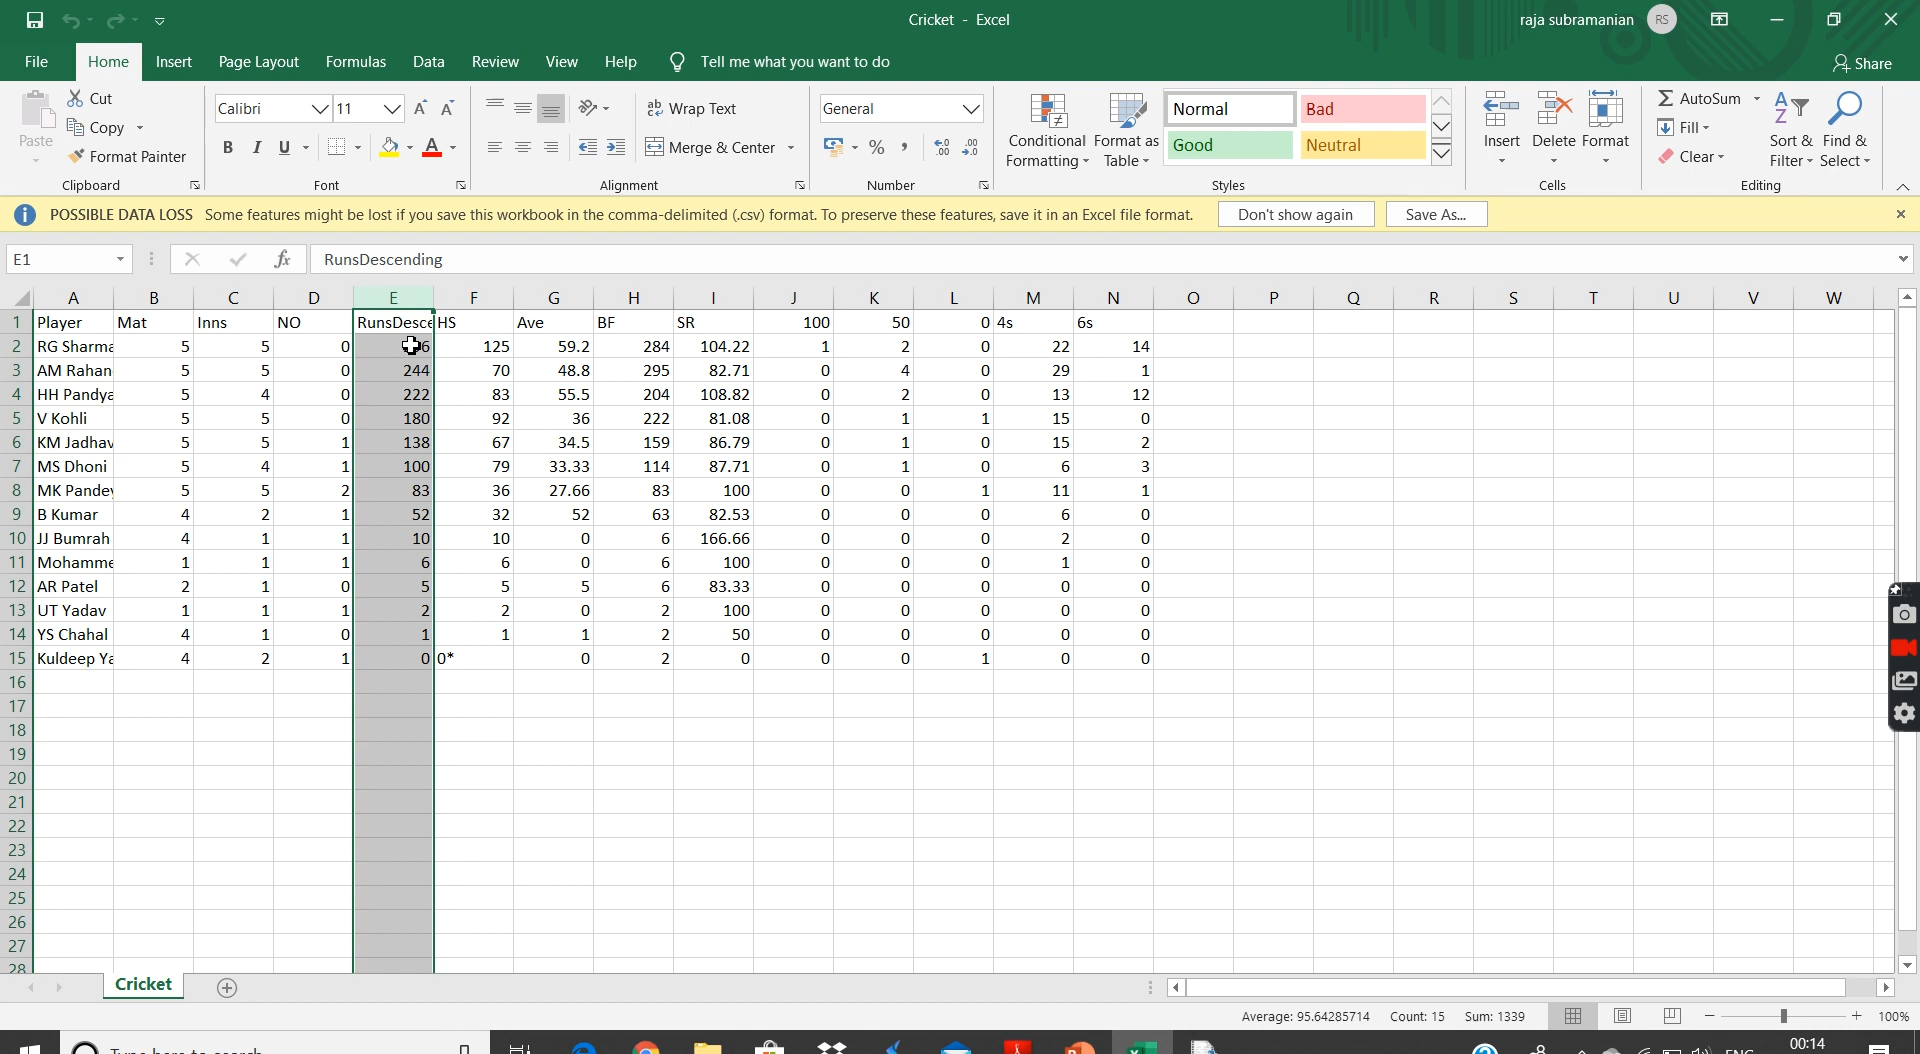 Cricket - Excel
raja subramanian RS
File Home Insert Page Layout Formulas Data Review View Help Tell me what you want to do Share
Paste
Cut
Copy
Format Painter
Clipboard
Calibri 11
B I U
Font
Wrap Text
Merge & Center
Alignment
General
Number
Conditional Formatting
Format as Table
Normal Bad
Good Neutral
Styles
Insert Delete Format
Cells
AutoSum
Fill
Clear
Sort & Filter
Find & Select
Editing
POSSIBLE DATA LOSS Some features might be lost if you save this workbook in the comma-delimited (.csv) format. To preserve these features, save it in an Excel file format. Don't show again Save As...
E1 fx RunsDescending
A B C D E F G H I J K L M N O P Q R S T U V W
1 Player Mat Inns NO RunsDesce HS Ave BF SR 100 50 0 4s 6s
2 RG Sharma 5 5 0 6 125 59.2 284 104.22 1 2 0 22 14
3 AM Rahan 5 5 0 244 70 48.8 295 82.71 0 4 0 29 1
4 HH Pandya 5 4 0 222 83 55.5 204 108.82 0 2 0 13 12
5 V Kohli 5 5 0 180 92 36 222 81.08 0 1 1 15 0
6 KM Jadhav 5 5 1 138 67 34.5 159 86.79 0 1 0 15 2
7 MS Dhoni 5 4 1 100 79 33.33 114 87.71 0 1 0 6 3
8 MK Pandey 5 5 2 83 36 27.66 83 100 0 0 1 11 1
9 B Kumar 4 2 1 52 32 52 63 82.53 0 0 0 6 0
10 JJ Bumrah 4 1 1 10 10 0 6 166.66 0 0 0 2 0
11 Mohamme 1 1 1 6 6 0 6 100 0 0 0 1 0
12 AR Patel 2 1 0 5 5 5 6 83.33 0 0 0 0 0
13 UT Yadav 1 1 1 2 2 0 2 100 0 0 0 0 0
14 YS Chahal 4 1 0 1 1 1 2 50 0 0 0 0 0
15 Kuldeep Ya 4 2 1 0 0* 0 2 0 0 0 1 0 0
16
17
18
19
20
21
22
23
24
25
26
27
28
Cricket
Average: 95.64285714 Count: 15 Sum: 1339 100%
Type here to search
ENG
00:14